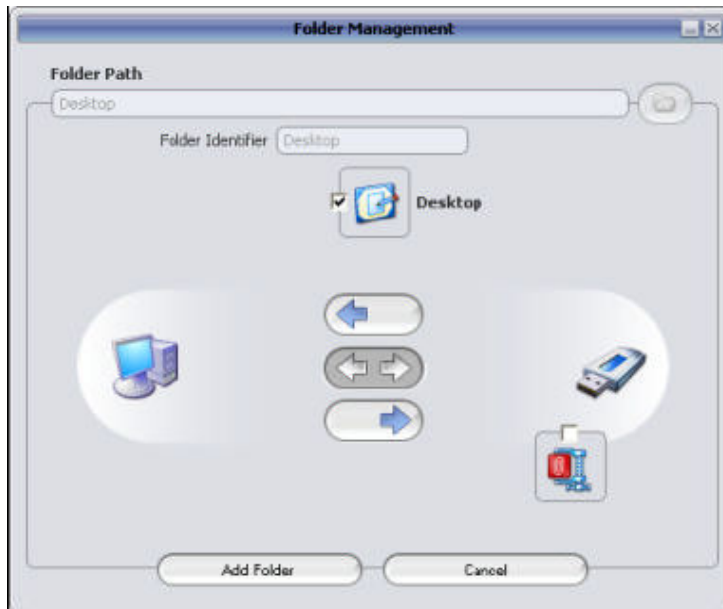 Folder Management
Folder Path
Desktop
Folder Identifier Desktop
Desktop
Add Folder Cancel